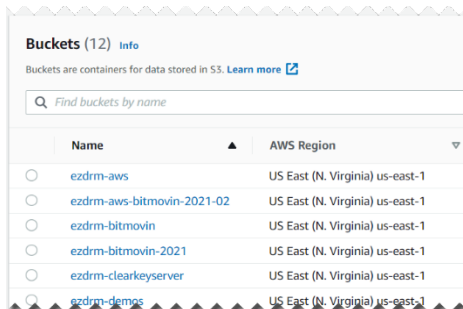 Buckets (12) Info
Buckets are containers for data stored in S3. Learn more
Find buckets by name
Name AWS Region
ezdrm-aws US East (N. Virginia) us-east-1
ezdrm-aws-bitmovin-2021-02 US East (N. Virginia) us-east-1
ezdrm-bitmovin US East (N. Virginia) us-east-1
ezdrm-bitmovin-2021 US East (N. Virginia) us-east-1
ezdrm-clearkeyserver US East (N. Virginia) us-east-1
ezdrm-demos US East (N. Virginia) us-east-1